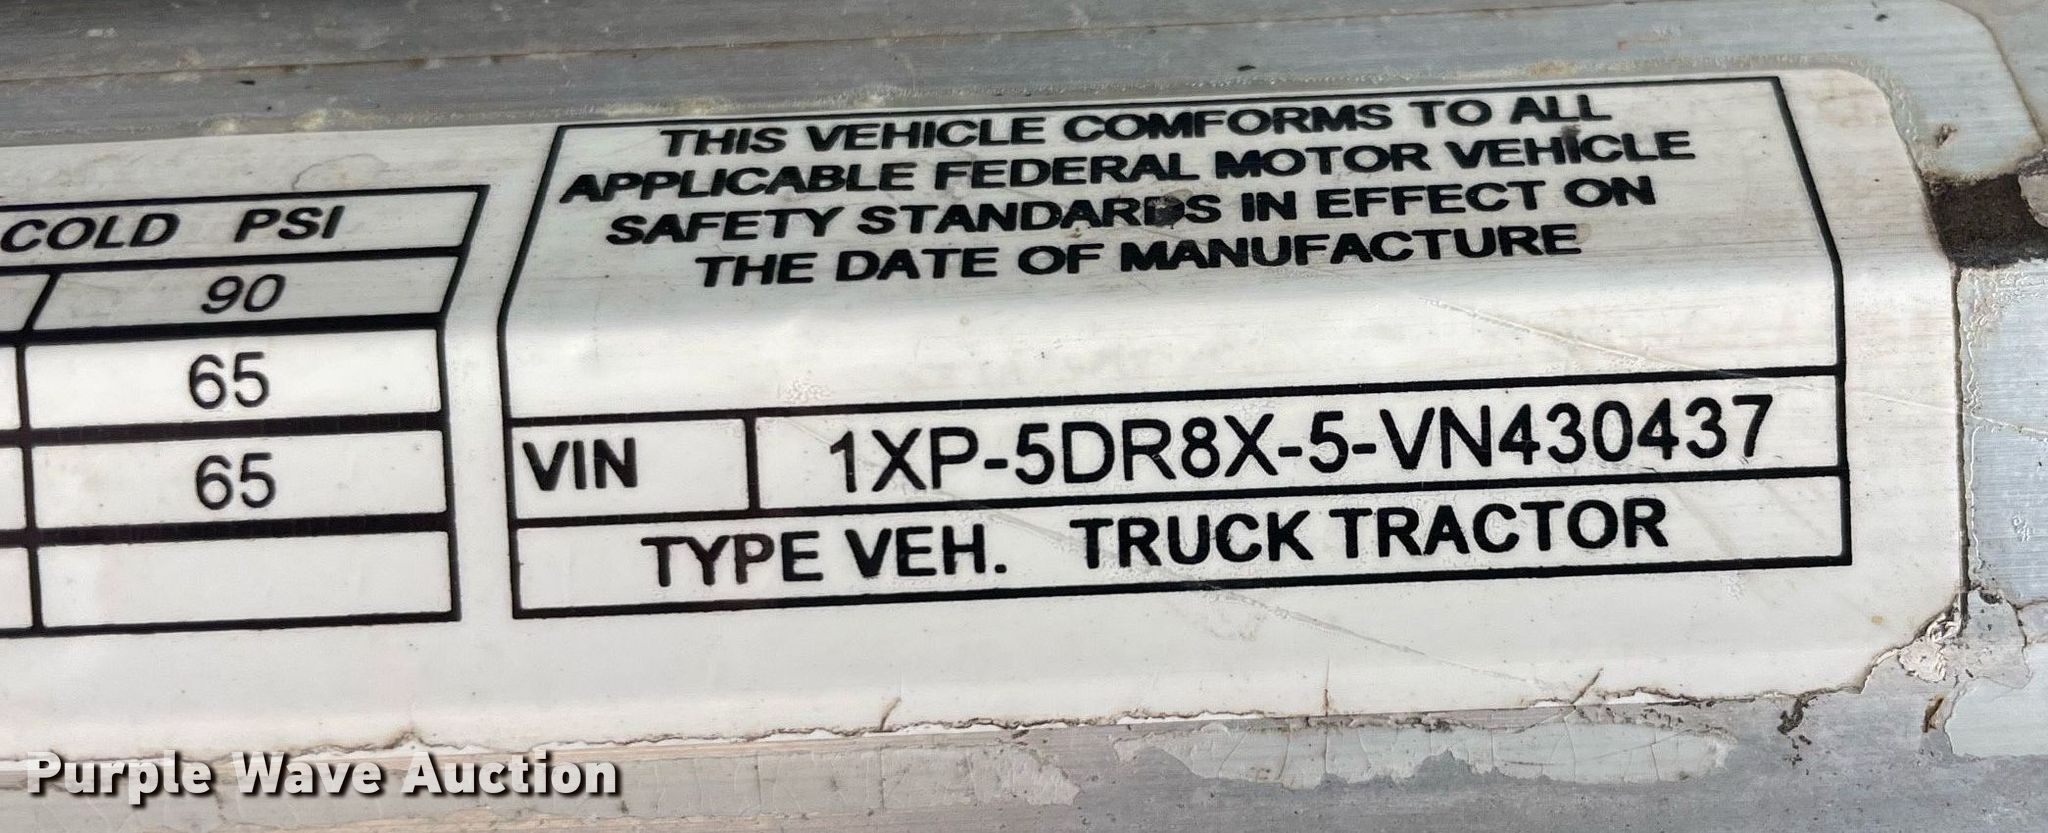 COLD PSI
90
65
65
THIS VEHICLE COMFORMS TO ALL
APPLICABLE FEDERAL MOTOR VEHICLE
SAFETY STANDARDS IN EFFECT ON
THE DATE OF MANUFACTURE
VIN 1XP-5DR8X-5-VN430437
TYPE VEH. TRUCK TRACTOR
Purple Wave Auction